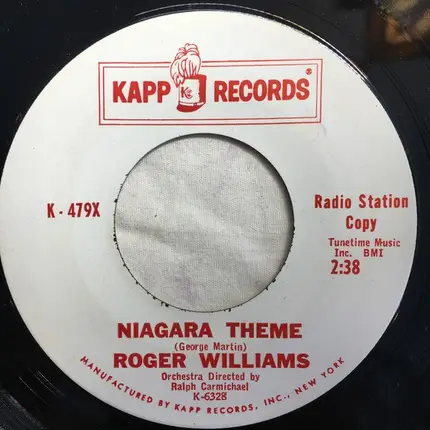 KAPP Kc RECORDS®
K - 479X
Radio Station
Copy
Tunetime Music
Inc. BMI
2:38
NIAGARA THEME
(George Martin)
ROGER WILLIAMS
Orchestra Directed by
Ralph Carmichael
K-6328
MANUFACTURED BY KAPP RECORDS, INC., NEW YORK